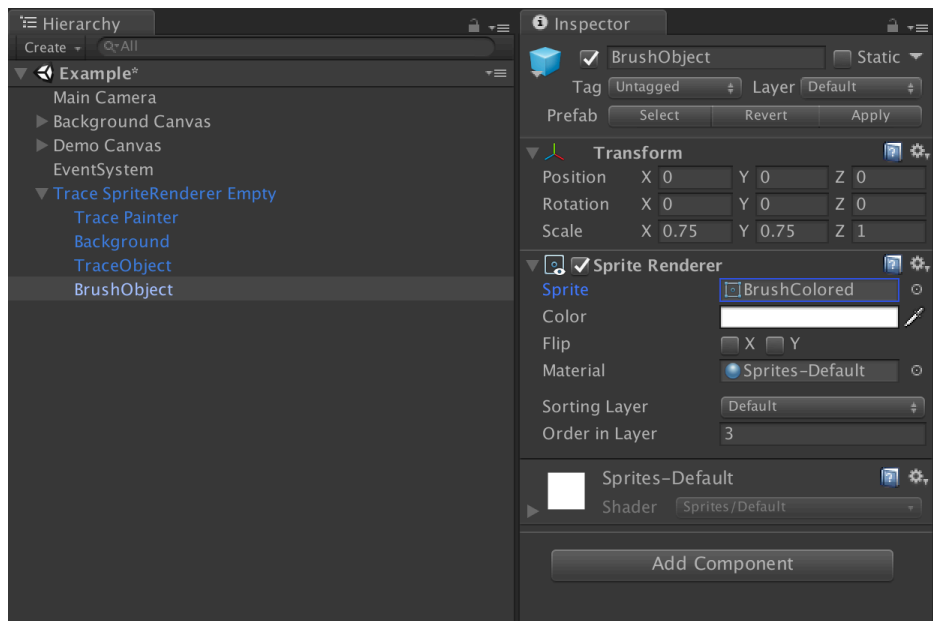 Hierarchy
Create
All
Example*
Main Camera
Background Canvas
Demo Canvas
EventSystem
Trace SpriteRenderer Empty
Trace Painter
Background
TraceObject
BrushObject
Inspector
BrushObject Static
Tag Untagged Layer Default
Prefab Select Revert Apply
Transform
Position X 0 Y 0 Z 0
Rotation X 0 Y 0 Z 0
Scale X 0.75 Y 0.75 Z 1
Sprite Renderer
Sprite BrushColored
Color
Flip X Y
Material Sprites-Default
Sorting Layer Default
Order in Layer 3
Sprites-Default
Shader Sprites/Default
Add Component